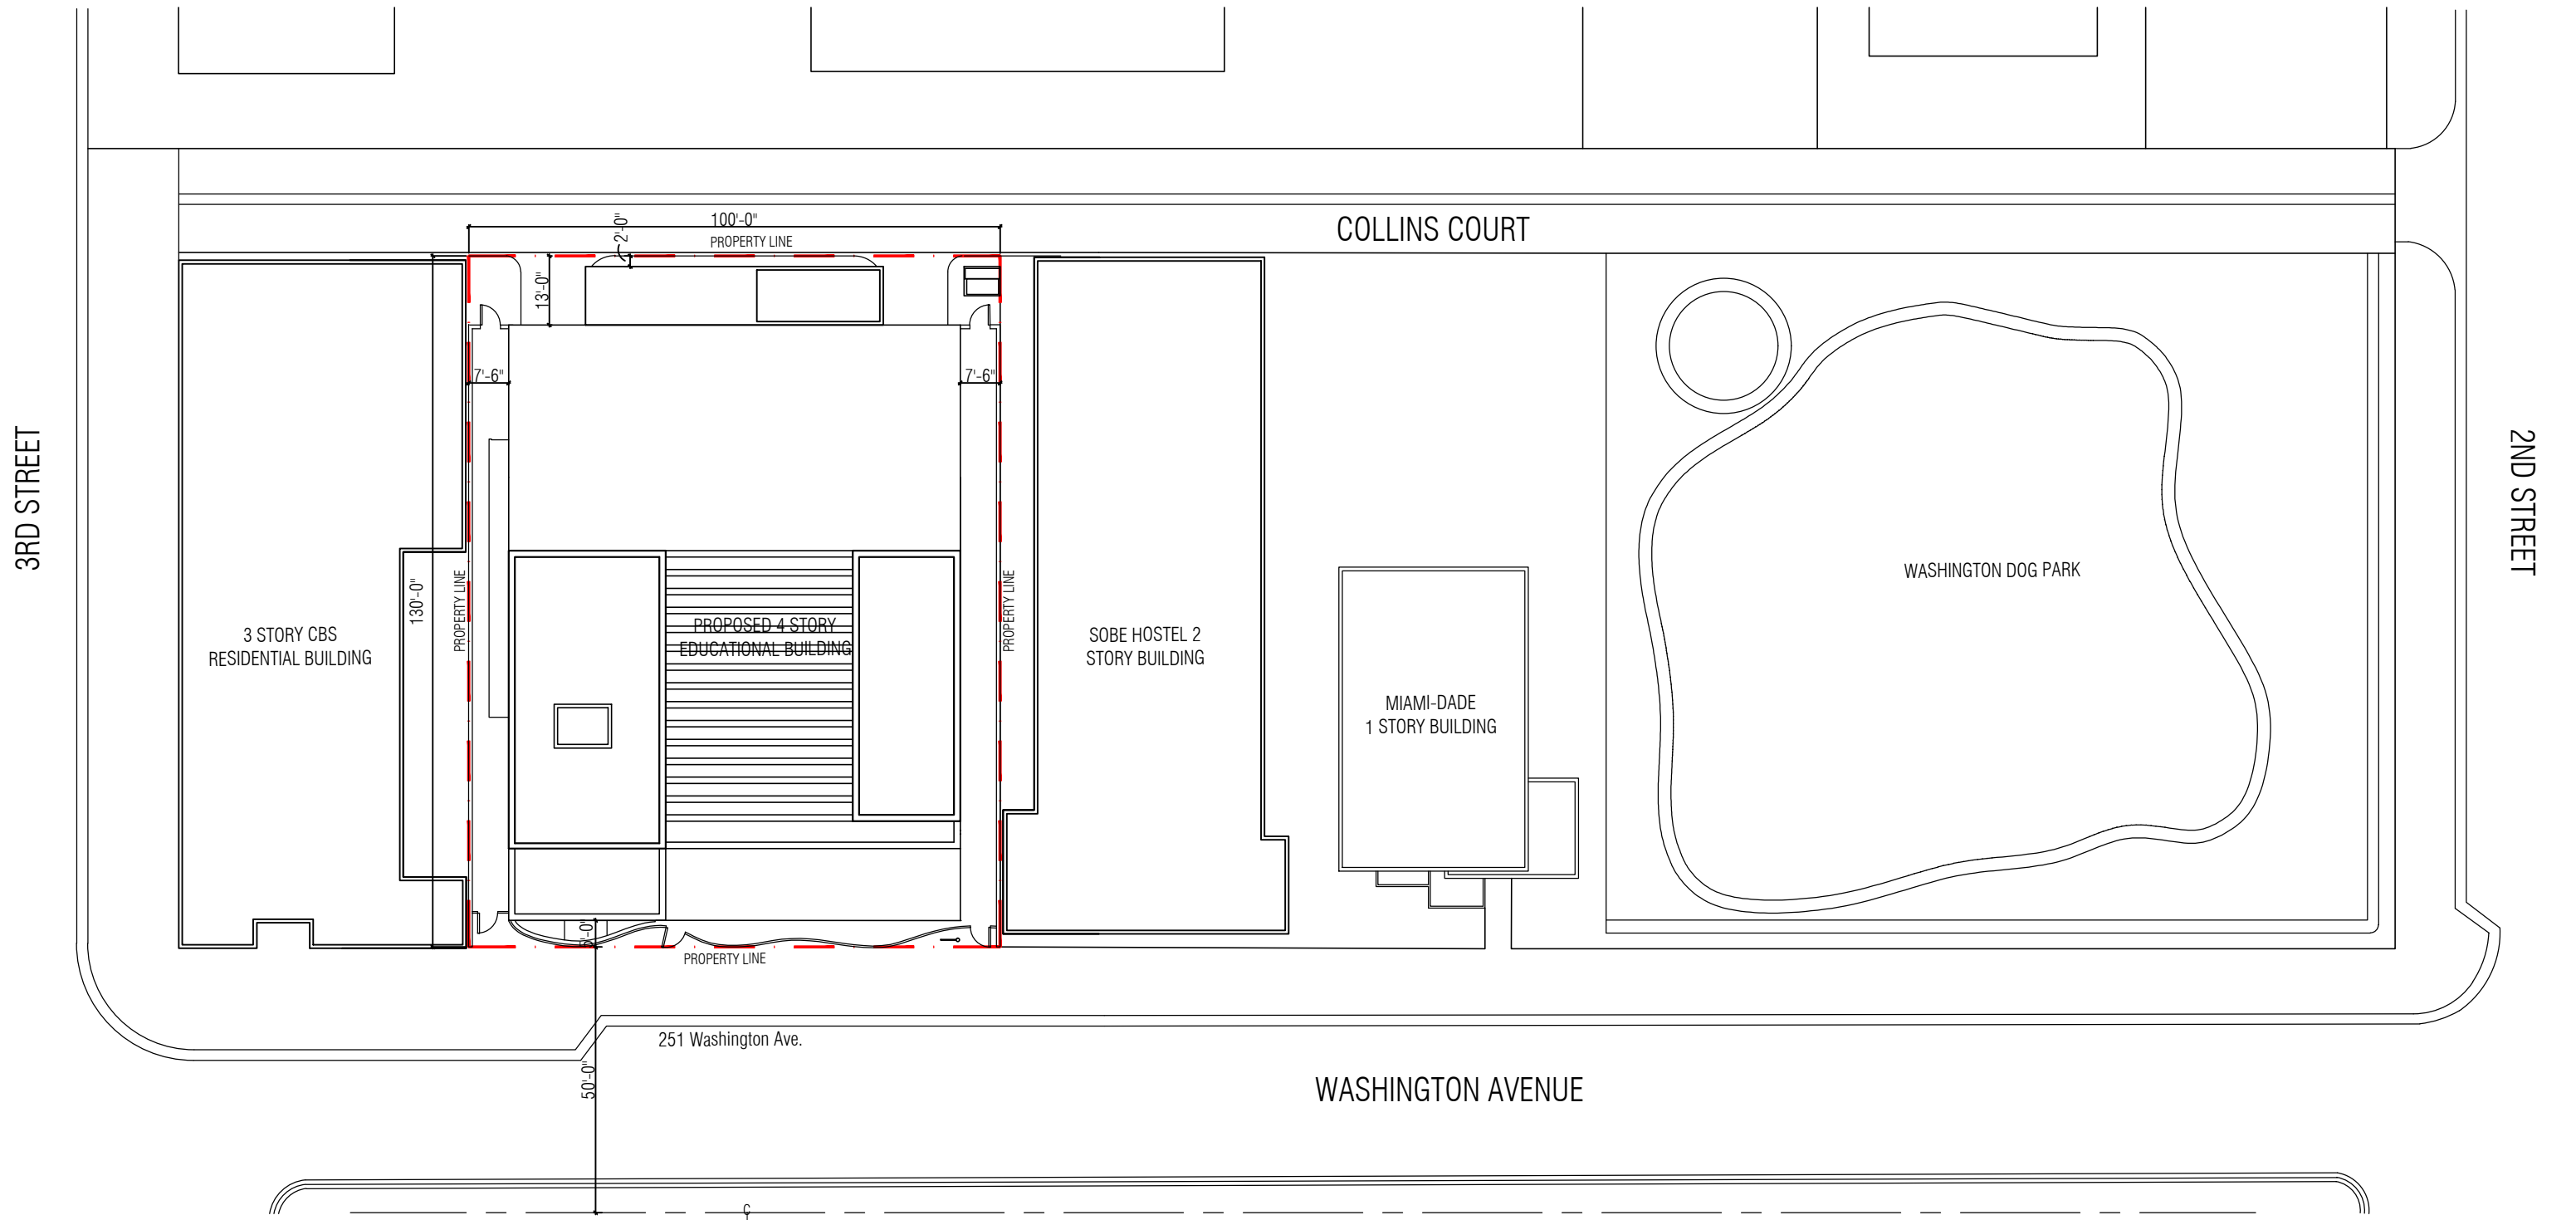 COLLINS COURT
100'-0"
2'-0"
PROPERTY LINE
13'-0"
7'-6"
7'-6"
3RD STREET
2ND STREET
130'-0"
PROPERTY LINE
PROPERTY LINE
WASHINGTON DOG PARK
3 STORY CBS
RESIDENTIAL BUILDING
PROPOSED 4 STORY
EDUCATIONAL BUILDING
SOBE HOSTEL 2
STORY BUILDING
MIAMI-DADE
1 STORY BUILDING
PROPERTY LINE
251 Washington Ave.
50'-0"
WASHINGTON AVENUE